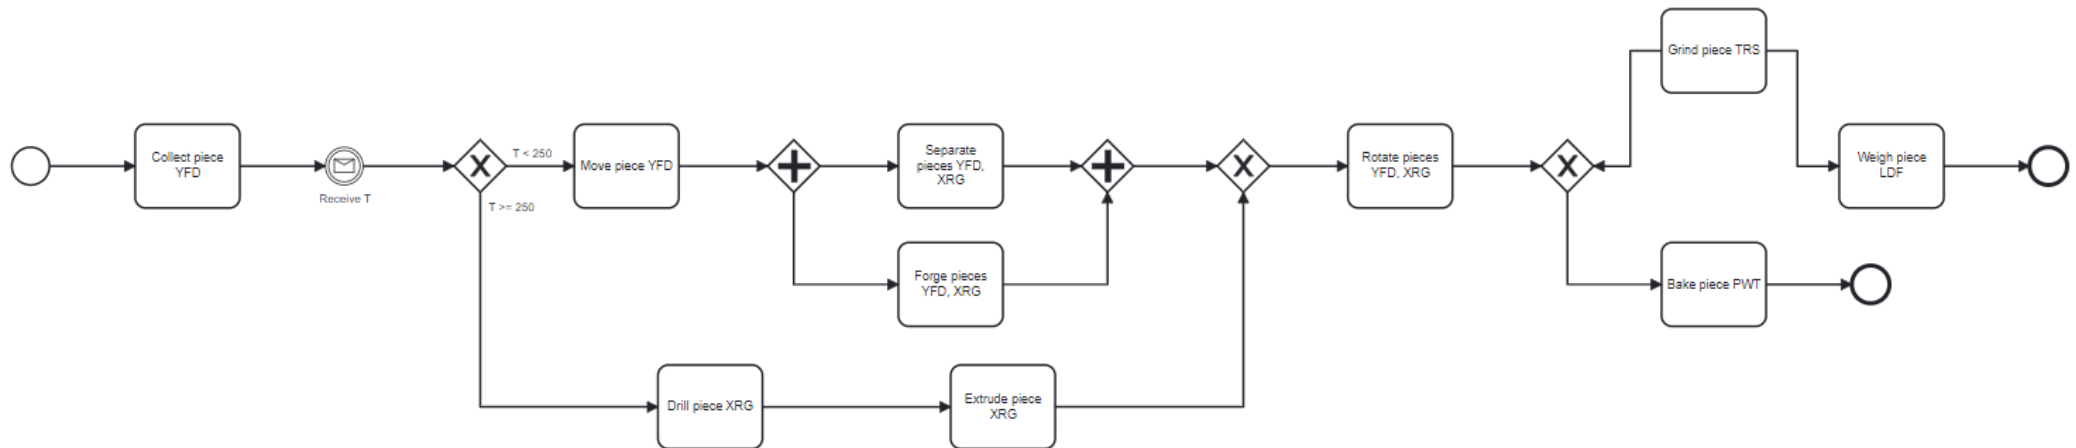 Collect piece
YFD
Receive T
T < 250
T >= 250
Move piece YFD
Separate
pieces YFD,
XRG
Forge pieces
YFD, XRG
Drill piece XRG
Extrude piece
XRG
Rotate pieces
YFD, XRG
Grind piece TRS
Weigh piece
LDF
Bake piece PWT